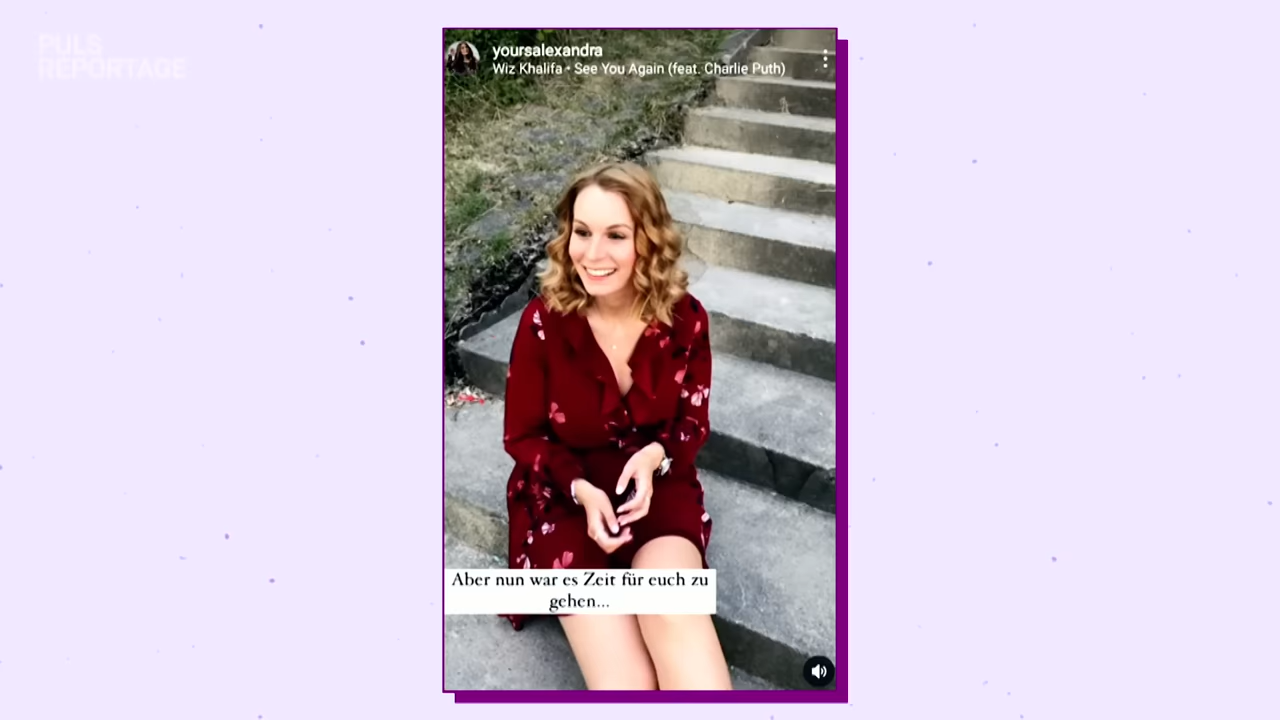 PULS
REPORTAGE
yoursalexandra
Wiz Khalifa • See You Again (feat. Charlie Puth)
Aber nun war es Zeit für euch zu
gehen...